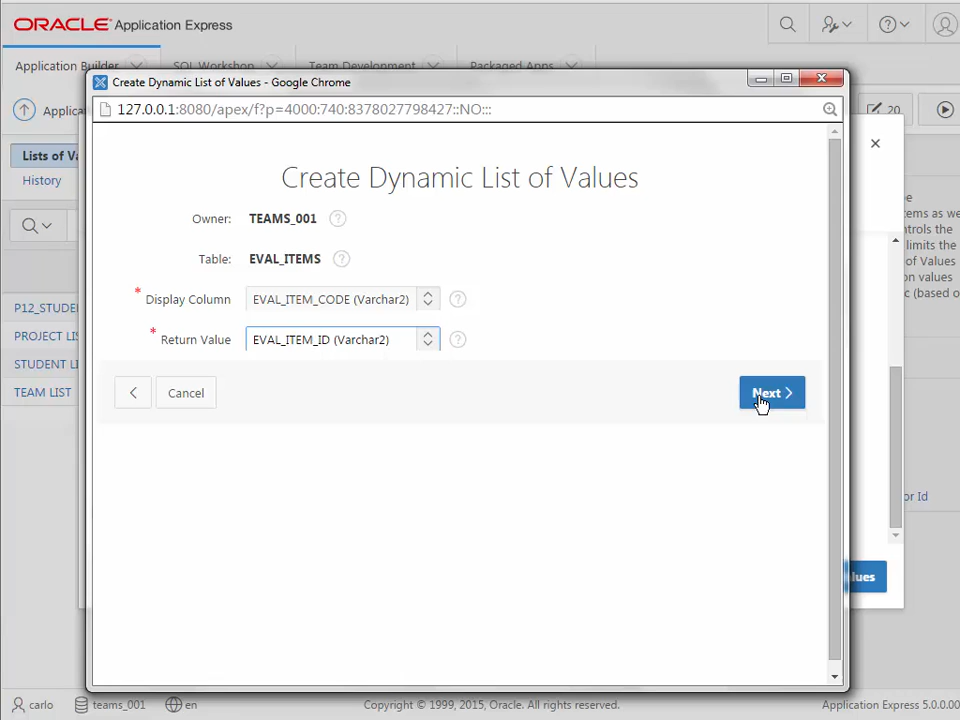 ORACLE Application Express
Application Builder SQL Workshop Team Development Packaged Apps
Create Dynamic List of Values - Google Chrome
127.0.0.1:8080/apex/f?p=4000:740:8378027798427::NO:::
Applic
20
Lists of Va
History
Create Dynamic List of Values
Owner: TEAMS_001
Table: EVAL_ITEMS
* Display Column EVAL_ITEM_CODE (Varchar2)
* Return Value EVAL_ITEM_ID (Varchar2)
Cancel
Next
P12_STUDE
PROJECT LIS
STUDENT L
TEAM LIST
tems as we
ntrols the
limits the
of Values
on values
c (based o
or Id
lues
carlo teams_001 en
Copyright © 1999, 2015, Oracle. All rights reserved.
Application Express 5.0.0.00